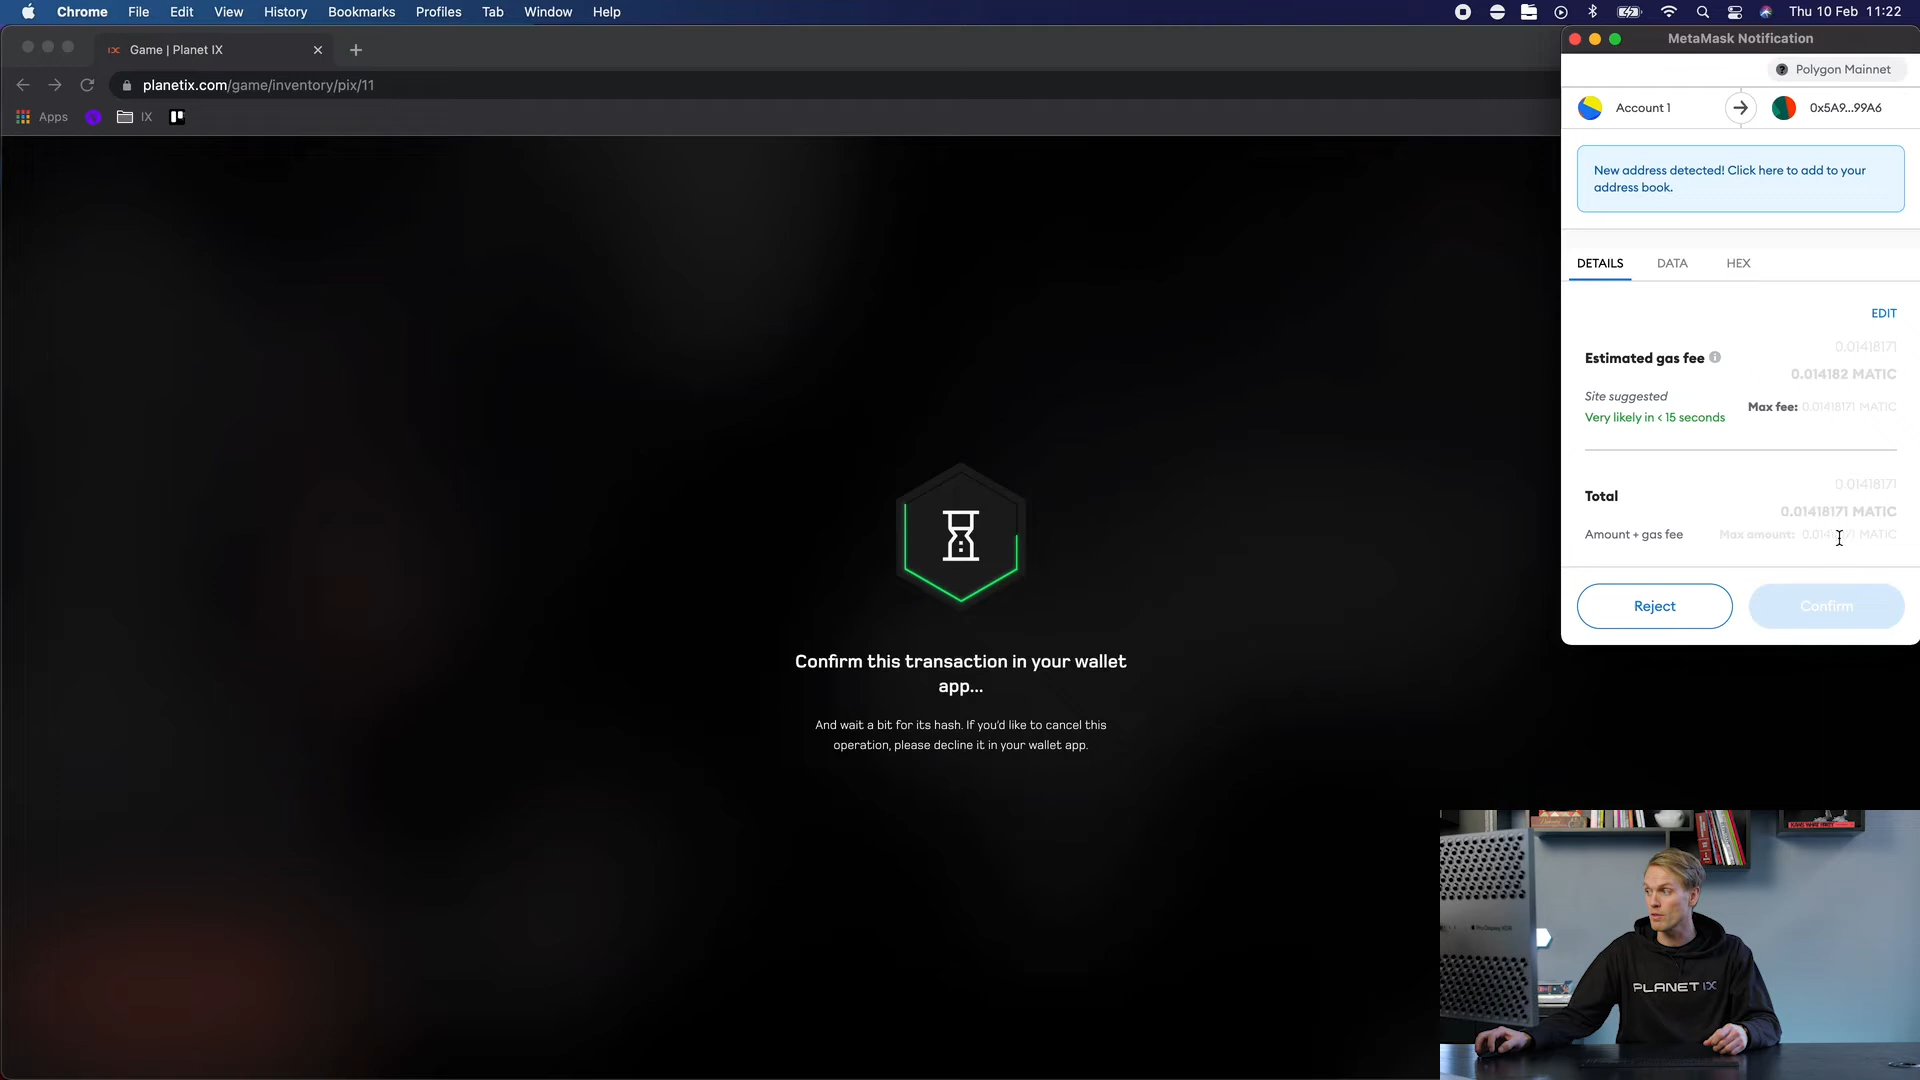 Chrome File Edit View History Bookmarks Profiles Tab Window Help
Thu 10 Feb 11:22
Game | Planet IX
planetix.com/game/inventory/pix/11
Apps
IX
MetaMask Notification
Polygon Mainnet
Account 1
0x5A9...99A6
New address detected! Click here to add to your
address book.
DETAILS DATA HEX
EDIT
0.01418171
Estimated gas fee
0.014182 MATIC
Site suggested
Max fee: 0.01418171 MATIC
Very likely in < 15 seconds
0.01418171
Total
0.01418171 MATIC
Amount + gas fee
Max amount: MATIC
Reject
Confirm
Confirm this transaction in your wallet
app...
And wait a bit for its hash. If you'd like to cancel this
operation, please decline it in your wallet app.
PLANET IX